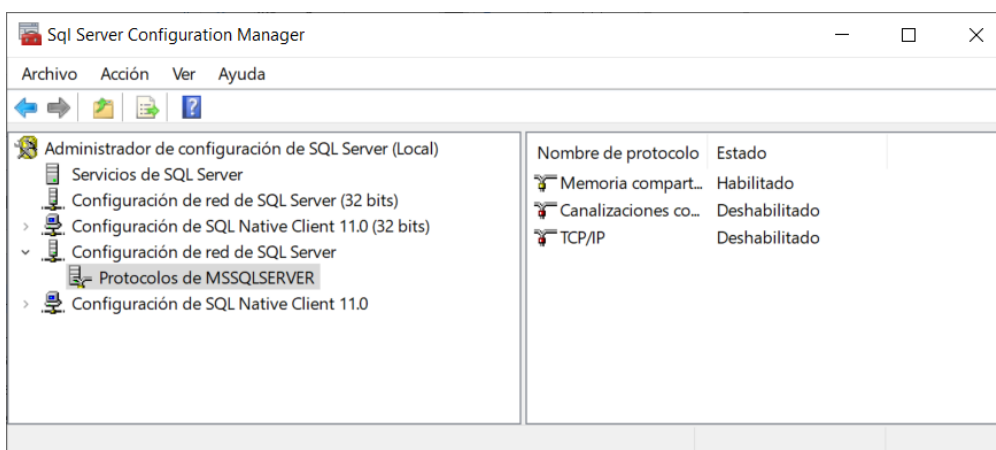 Sql Server Configuration Manager
Archivo Acción Ver Ayuda
Administrador de configuración de SQL Server (Local)
Servicios de SQL Server
Configuración de red de SQL Server (32 bits)
Configuración de SQL Native Client 11.0 (32 bits)
Configuración de red de SQL Server
Protocolos de MSSQLSERVER
Configuración de SQL Native Client 11.0
Nombre de protocolo Estado
Memoria compart... Habilitado
Canalizaciones co... Deshabilitado
TCP/IP Deshabilitado